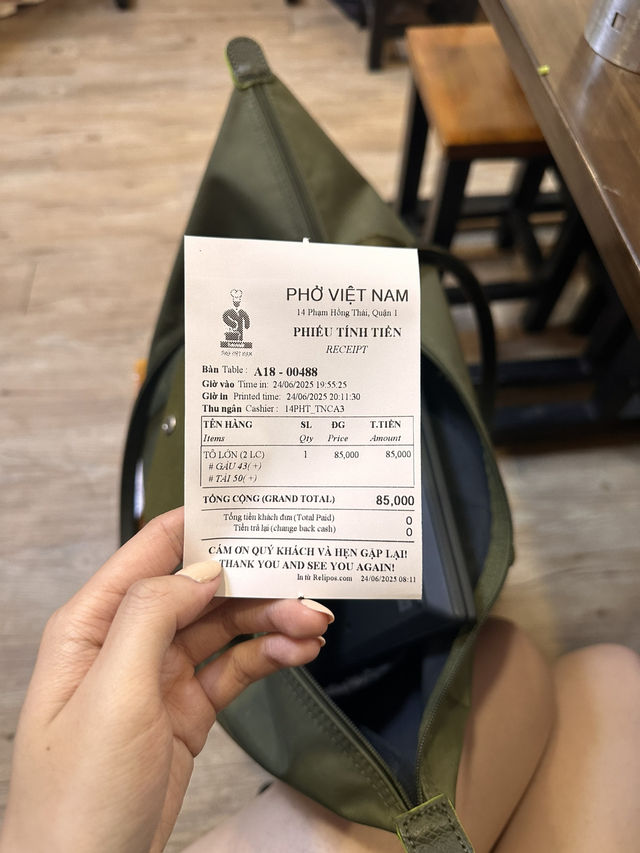 PHỞ VIỆT NAM
14 Phạm Hồng Thái, Quận 1
PHIẾU TÍNH TIỀN
RECEIPT
PHỞ VIỆT NAM
Bàn Table : A18 - 00488
Giờ vào Time in: 24/06/2025 19:55:25
Giờ in Printed time: 24/06/2025 20:11:30
Thu ngân Cashier : 14PHT_TNCA3
TÊN HÀNG SL ĐG T.TIỀN
Items Qty Price Amount
TÔ LỚN (2 LC) 1 85,000 85,000
# GẦU 43( +)
# TÁI 50( +)
TỔNG CỘNG (GRAND TOTAL) 85,000
Tổng tiền khách đưa (Total Paid) 0
Tiền trả lại (change back cash) 0
CÁM ƠN QUÝ KHÁCH VÀ HẸN GẶP LẠI!
THANK YOU AND SEE YOU AGAIN!
In từ Relipos.com 24/06/2025 08:11